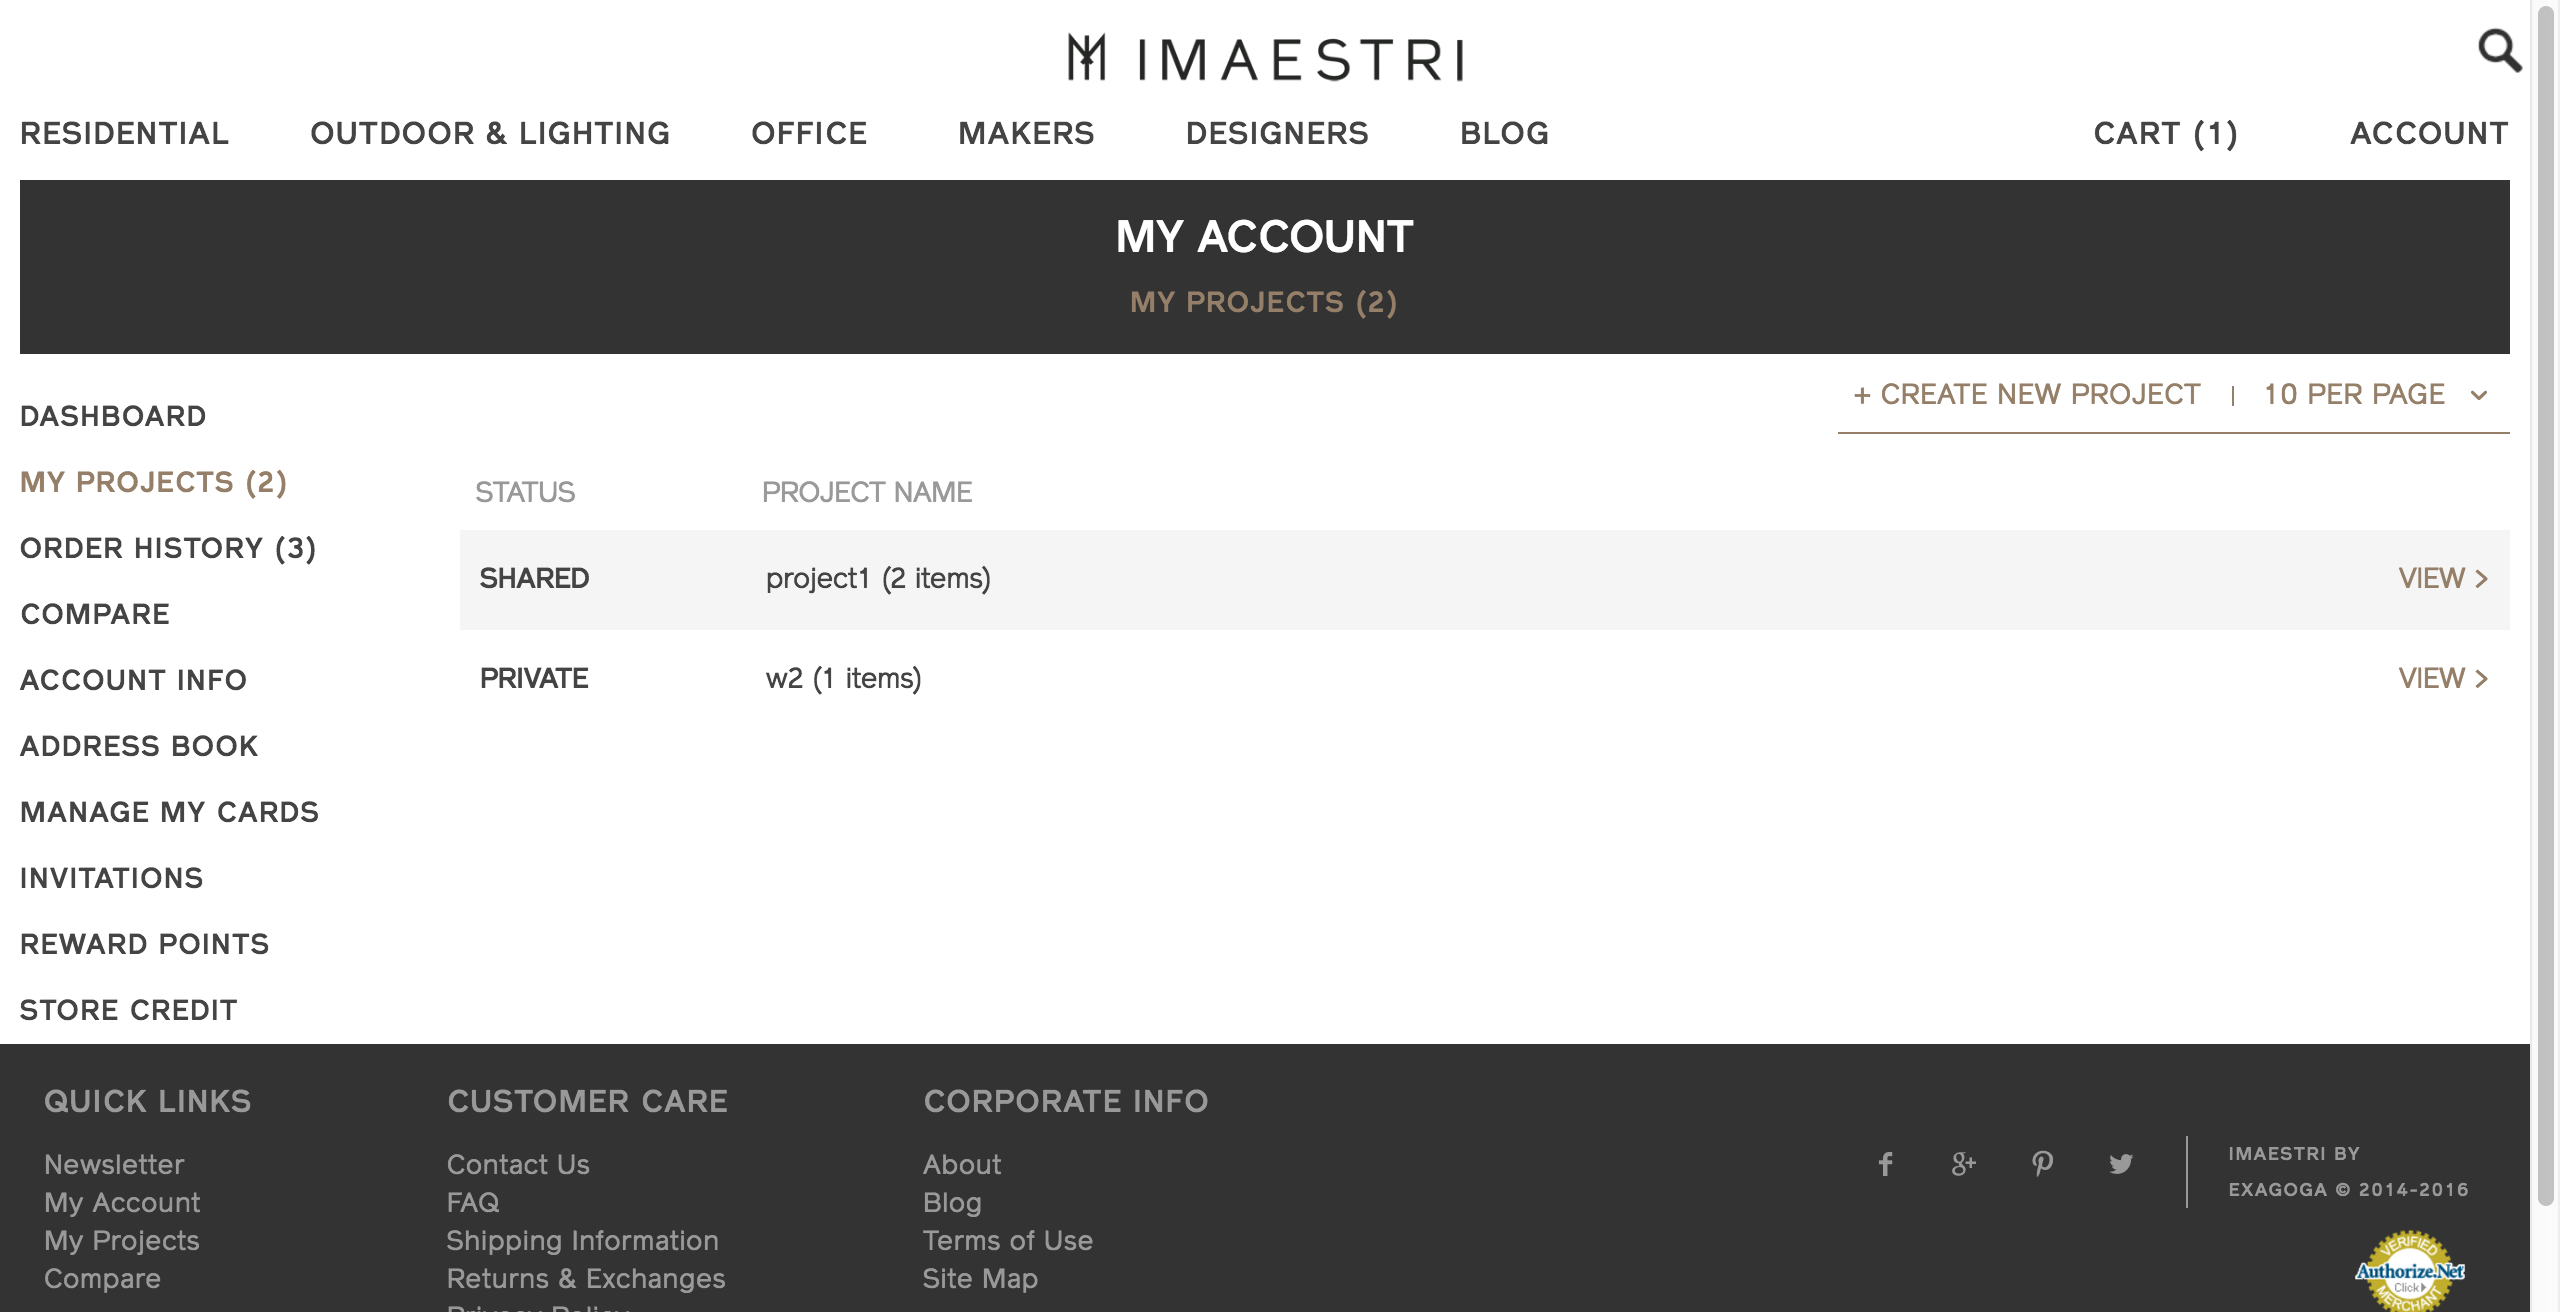 IMAESTRI
RESIDENTIAL OUTDOOR & LIGHTING OFFICE MAKERS DESIGNERS BLOG CART (1) ACCOUNT
MY ACCOUNT
MY PROJECTS (2)
+ CREATE NEW PROJECT | 10 PER PAGE
DASHBOARD
MY PROJECTS (2)
ORDER HISTORY (3)
COMPARE
ACCOUNT INFO
ADDRESS BOOK
MANAGE MY CARDS
INVITATIONS
REWARD POINTS
STORE CREDIT
STATUS PROJECT NAME
SHARED project1 (2 items) VIEW >
PRIVATE w2 (1 items) VIEW >
QUICK LINKS
Newsletter
My Account
My Projects
Compare
CUSTOMER CARE
Contact Us
FAQ
Shipping Information
Returns & Exchanges
Privacy Policy
CORPORATE INFO
About
Blog
Terms of Use
Site Map
IMAESTRI BY
EXAGOGA © 2014-2016
VERIFIED
Authorize.Net
Click
MERCHANT